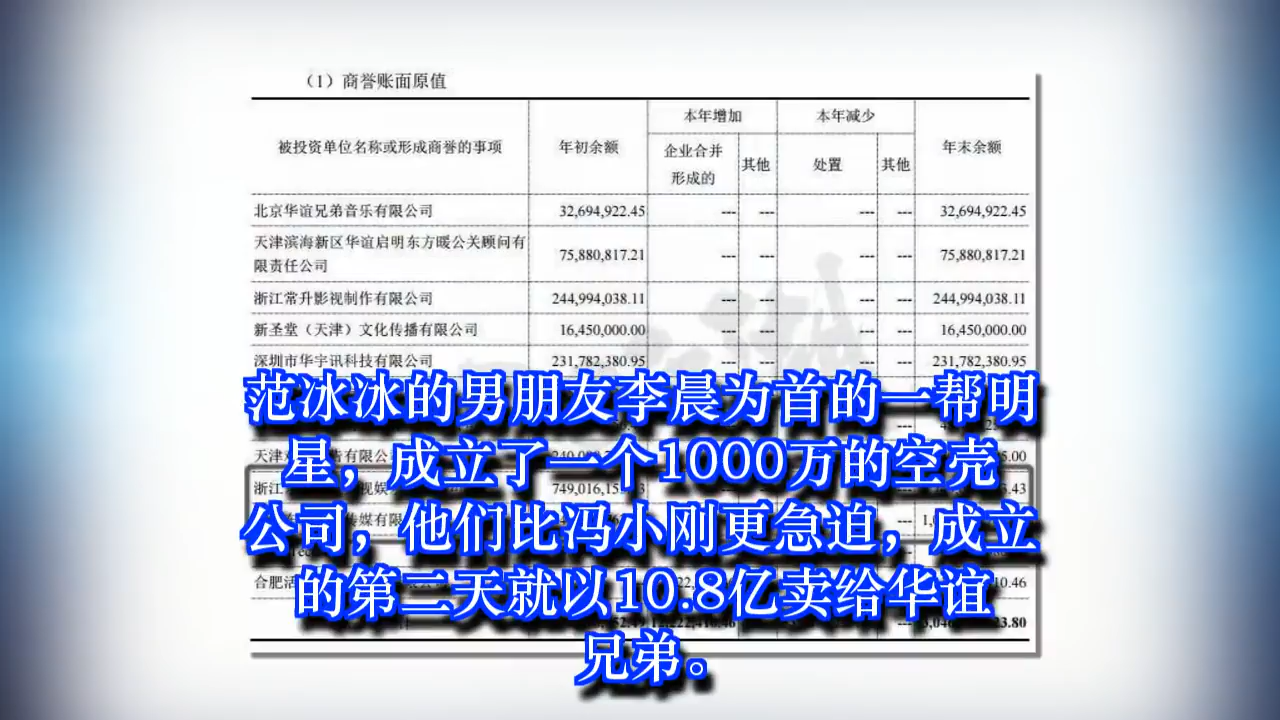 （1）商誉账面原值
被投资单位名称或形成商誉的事项 年初余额 本年增加 本年减少 年末余额
企业合并形成的 其他 处置 其他
北京华谊兄弟音乐有限公司 32,694,922.45 --- --- --- --- 32,694,922.45
天津滨海新区华谊启明东方暖公关顾问有
限责任公司 75,880,817.21 --- --- --- --- 75,880,817.21
浙江常升影视制作有限公司 244,994,038.11 --- --- --- --- 244,994,038.11
新圣堂（天津）文化传播有限公司 16,450,000.00 --- --- --- --- 16,450,000.00
深圳市华宇讯科技有限公司 231,782,380.95 --- --- --- --- 231,782,380.95
范冰冰的男朋友李晨为首的一帮明
星，成立了一个1000万的空壳
公司，他们比冯小刚更急迫，成立
的第二天就以10.8亿卖给华谊
兄弟。